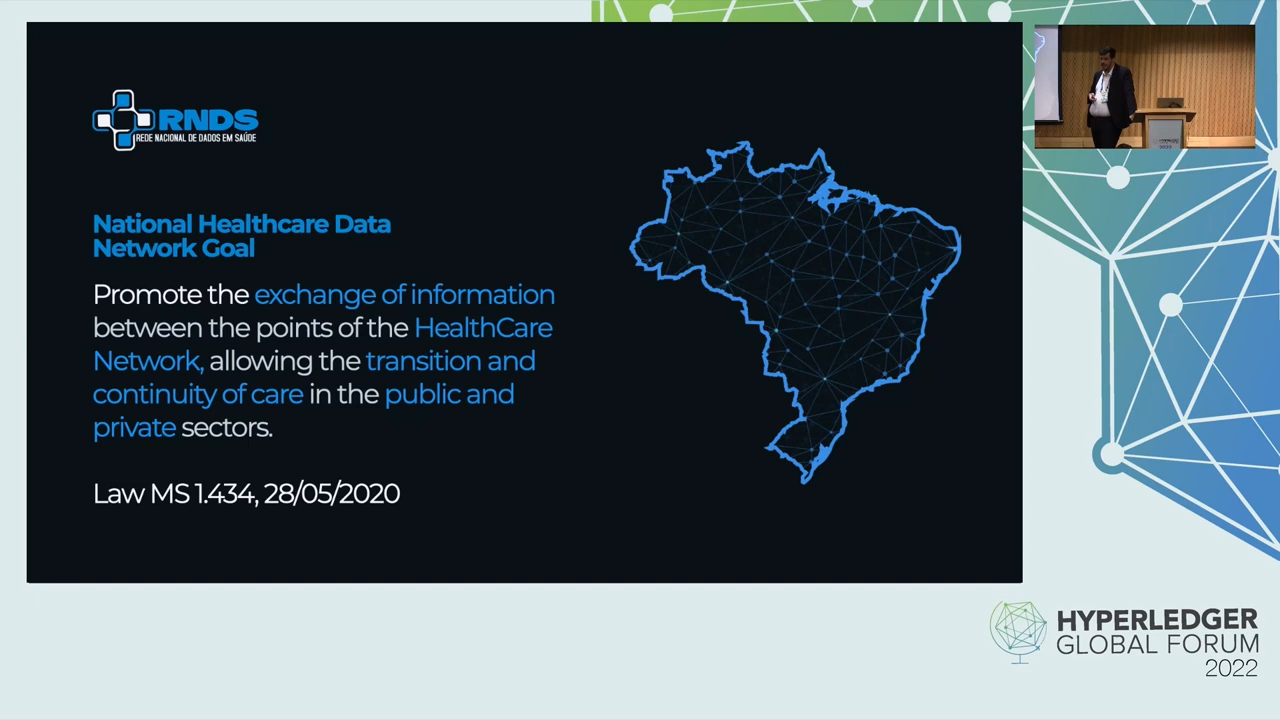 RNDS
REDE NACIONAL DE DADOS EM SAÚDE
National Healthcare Data
Network Goal
Promote the exchange of information
between the points of the HealthCare
Network, allowing the transition and
continuity of care in the public and
private sectors.
Law MS 1.434, 28/05/2020
HYPERLEDGER
GLOBAL FORUM
2022